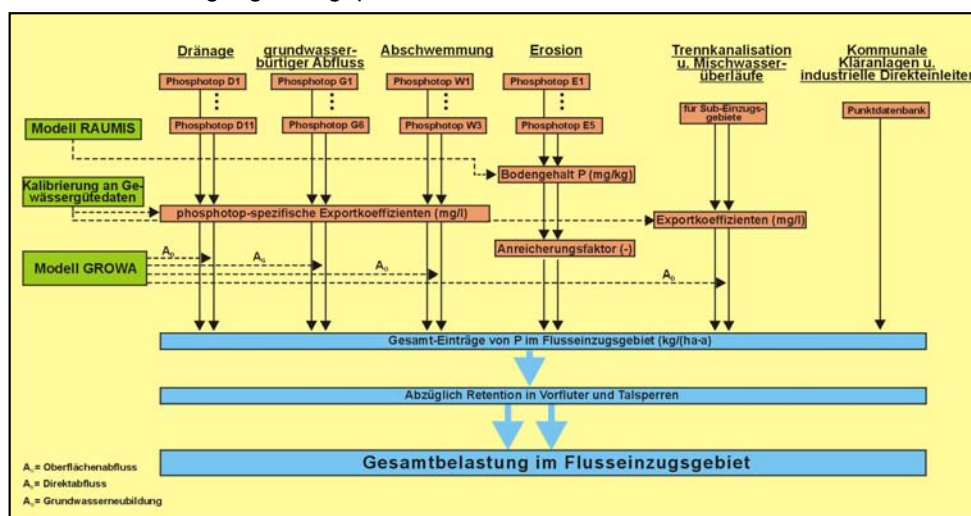 Dränage
grundwasser-
bürtiger Abfluss
Abschwemmung
Erosion
Trennkanalisation
u. Mischwasser-
überläufe
Kommunale
Kläranlagen u.
industrielle Direkteinleiter
Phosphotop D1
Phosphotop G1
Phosphotop W1
Phosphotop E1
für Sub-Einzugs-
gebiete
Punktdatenbank
Modell RAUMIS
Phosphotop D11
Phosphotop G6
Phosphotop W3
Phosphotop E5
Bodengehalt P (mg/kg)
Kalibrierung an Ge-
wässergütedaten
phosphotop-spezifische Exportkoeffizienten (mg/l)
Exportkoeffizienten (mg/l)
Anreicherungsfaktor (-)
Modell GROWA
Gesamt-Einträge von P im Flusseinzugsgebiet (kg/(ha·a)
Abzüglich Retention in Vorfluter und Talsperren
Gesamtbelastung im Flusseinzugsgebiet
= Oberflächenabfluss
= Direktabfluss
= Grundwasserneubildung